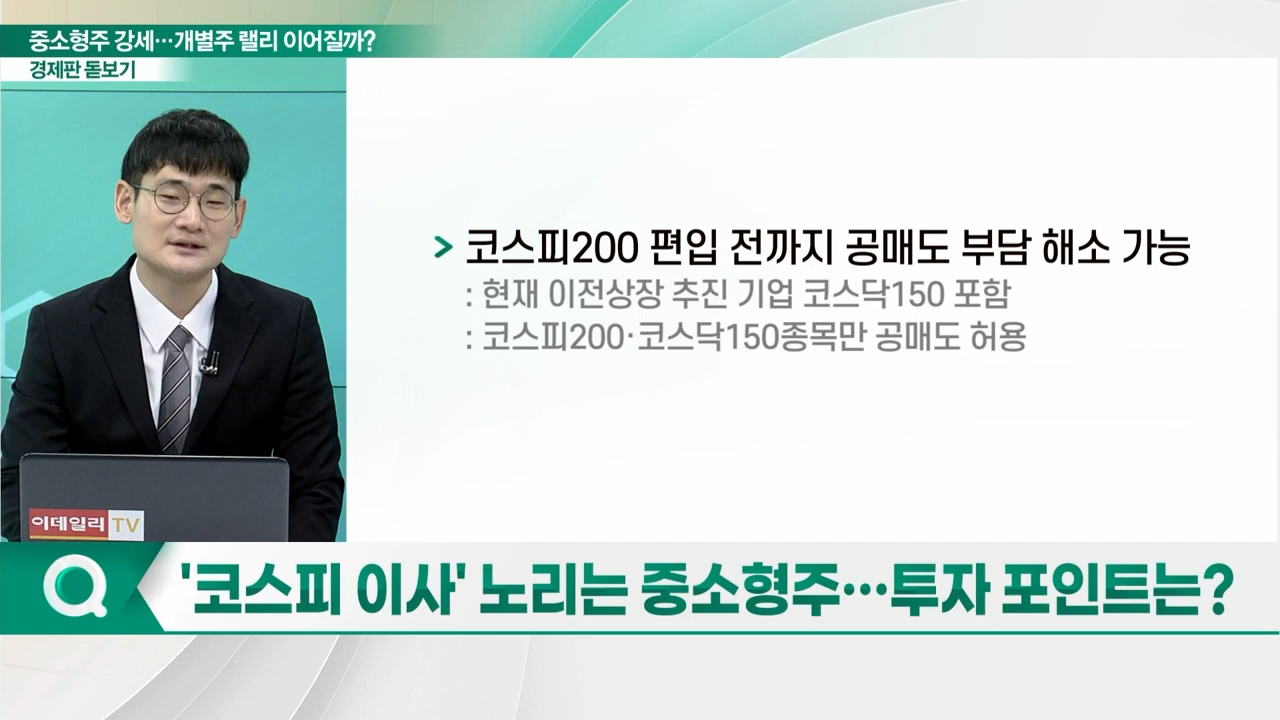 중소형주 강세…개별주 랠리 이어질까?
경제판 돋보기
> 코스피200 편입 전까지 공매도 부담 해소 가능
: 현재 이전상장 추진 기업 코스닥150 포함
: 코스피200·코스닥150종목만 공매도 허용
이데일리 TV
'코스피 이사' 노리는 중소형주…투자 포인트는?